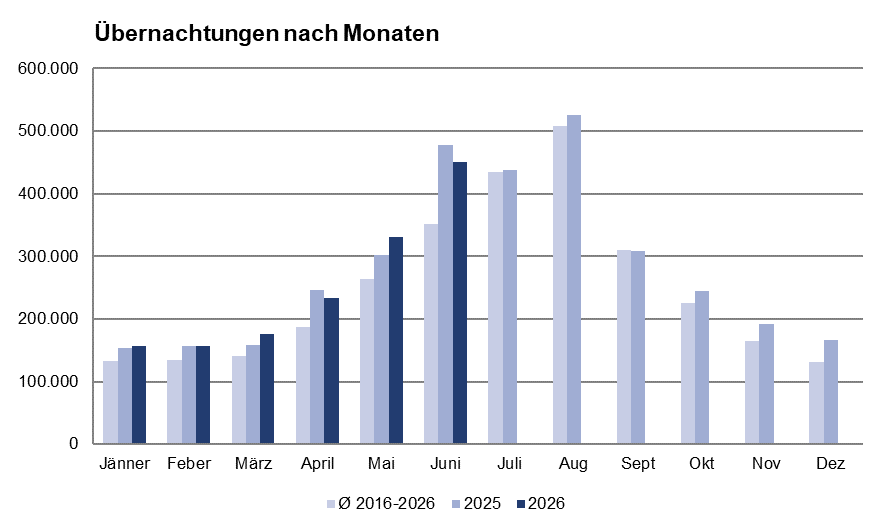 Übernachtungen nach Monaten
600.000
500.000
400.000
300.000
200.000
100.000
0
Jänner Feber März April Mai Juni Juli Aug Sept Okt Nov Dez
Ø 2016-2026 2025 2026